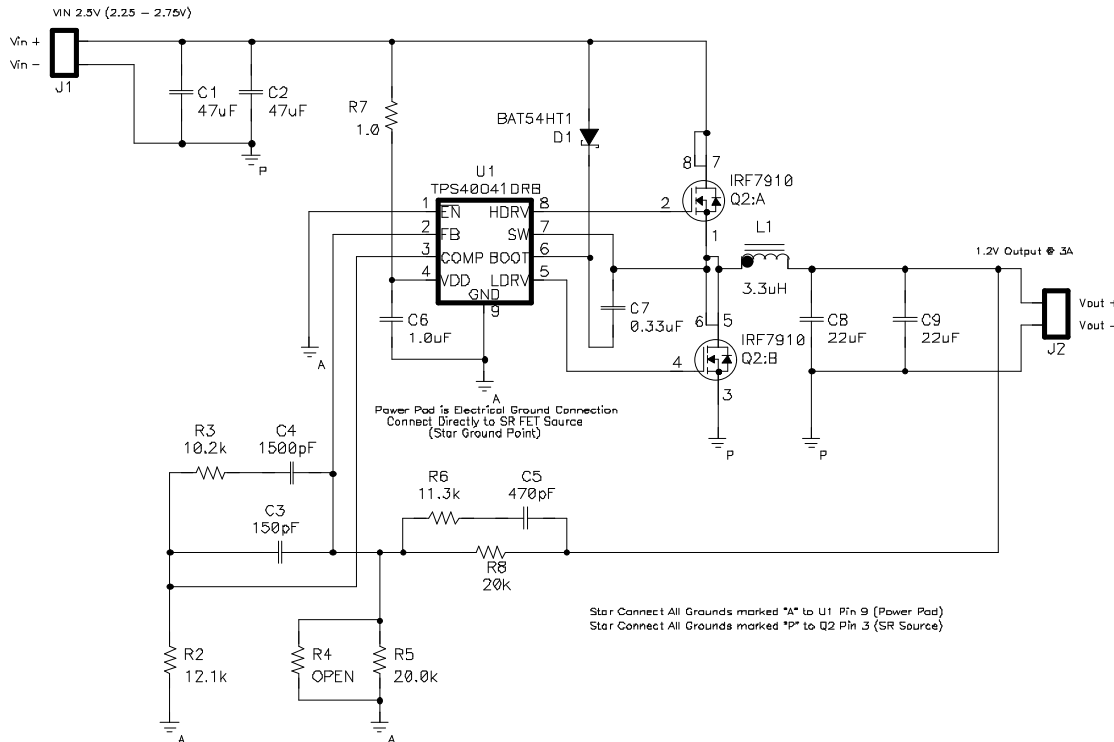 VIN 2.5V (2.25 – 2.75V)
Vin +
Vin –
J1
C1
47uF
C2
47uF
P
R7
1.0
BAT54HT1
D1
U1
TPS40041DRB
1
2
3
4
EN
FB
COMP
VDD
HDRV
SW
BOOT
LDRV
GND
8
7
6
5
9
8
7
IRF7910
Q2:A
2
1
L1
3.3uH
1.2V Output @ 3A
C6
1.0uF
C7
0.33uF
6
5
IRF7910
Q2:B
4
3
C8
22uF
C9
22uF
Vout +
Vout –
J2
A
A
P
P
Power Pad is Electrical Ground Connection
Connect Directly to SR FET Source
(Star Ground Point)
R3
10.2k
C4
1500pF
C3
150pF
R6
11.3k
C5
470pF
R8
20k
Star Connect All Grounds marked "A" to U1 Pin 9 (Power Pad)
Star Connect All Grounds marked "P" to Q2 Pin 3 (SR Source)
R2
12.1k
R4
OPEN
R5
20.0k
A
A